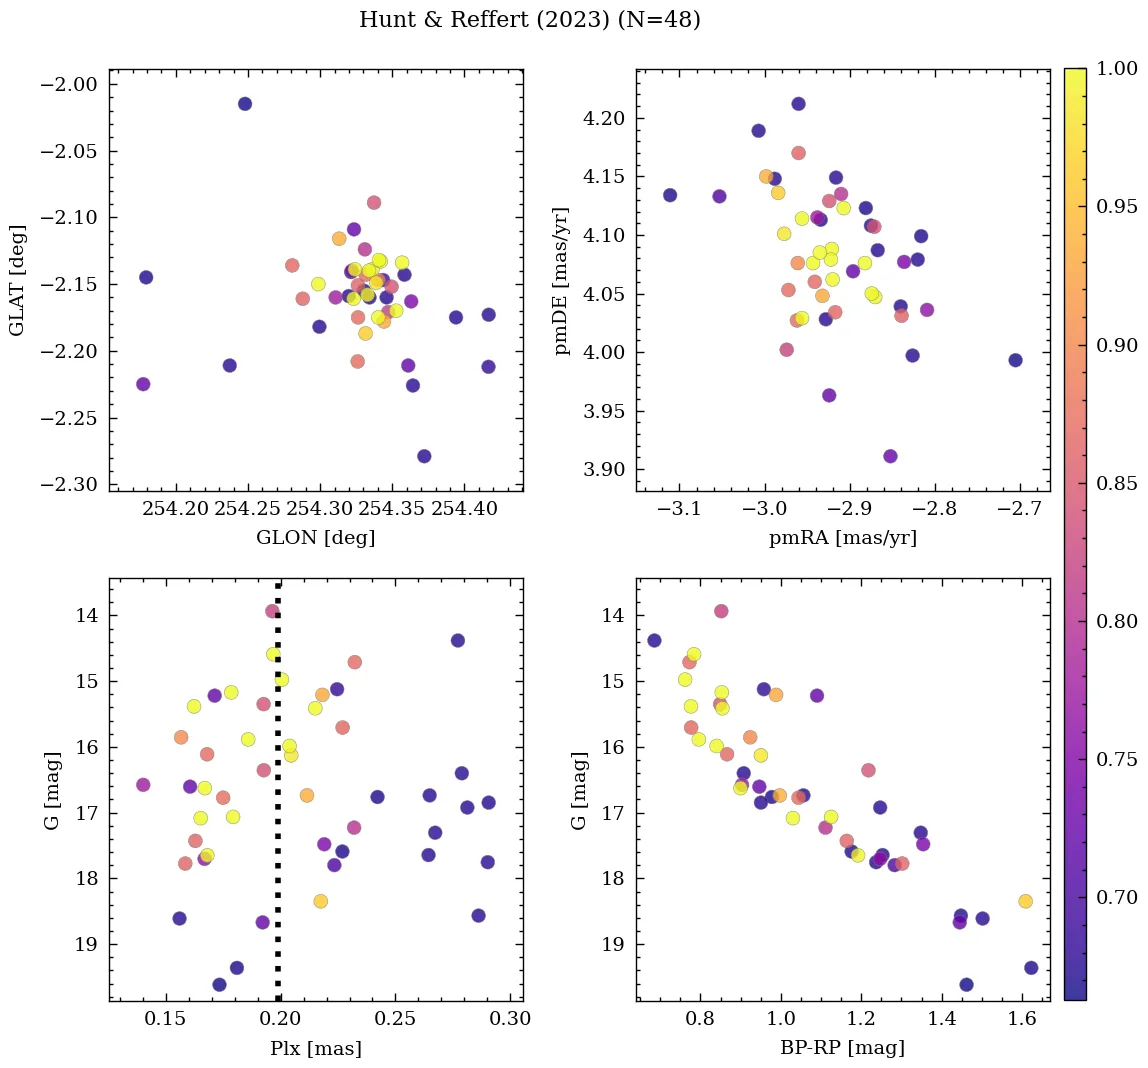 Hunt & Reffert (2023) (N=48)
−2.00
−2.05
−2.10
−2.15
−2.20
−2.25
−2.30
GLAT [deg]
254.20 254.25 254.30 254.35 254.40
GLON [deg]
4.20
4.15
4.10
4.05
4.00
3.95
3.90
pmDE [mas/yr]
−3.1 −3.0 −2.9 −2.8 −2.7
pmRA [mas/yr]
14
15
16
17
18
19
G [mag]
0.15 0.20 0.25 0.30
Plx [mas]
14
15
16
17
18
19
G [mag]
0.8 1.0 1.2 1.4 1.6
BP-RP [mag]
1.00
0.95
0.90
0.85
0.80
0.75
0.70